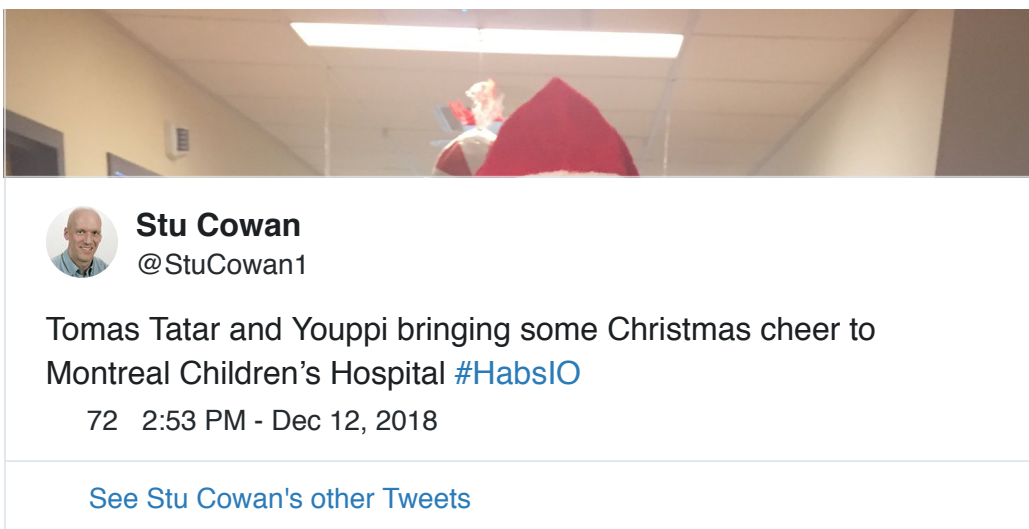 Stu Cowan
@StuCowan1
Tomas Tatar and Youppi bringing some Christmas cheer to
Montreal Children’s Hospital #HabsIO
72 2:53 PM - Dec 12, 2018
See Stu Cowan's other Tweets